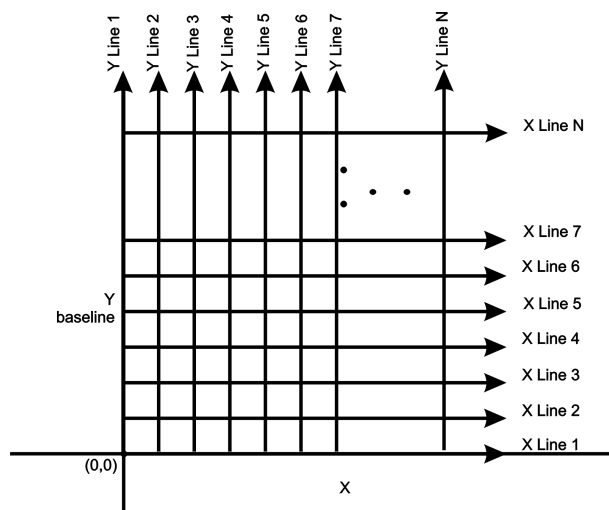 Y Line 1
Y Line 2
Y Line 3
Y Line 4
Y Line 5
Y Line 6
Y Line 7
Y Line N
X Line N
X Line 7
X Line 6
X Line 5
X Line 4
X Line 3
X Line 2
X Line 1
Y
baseline
(0,0)
X